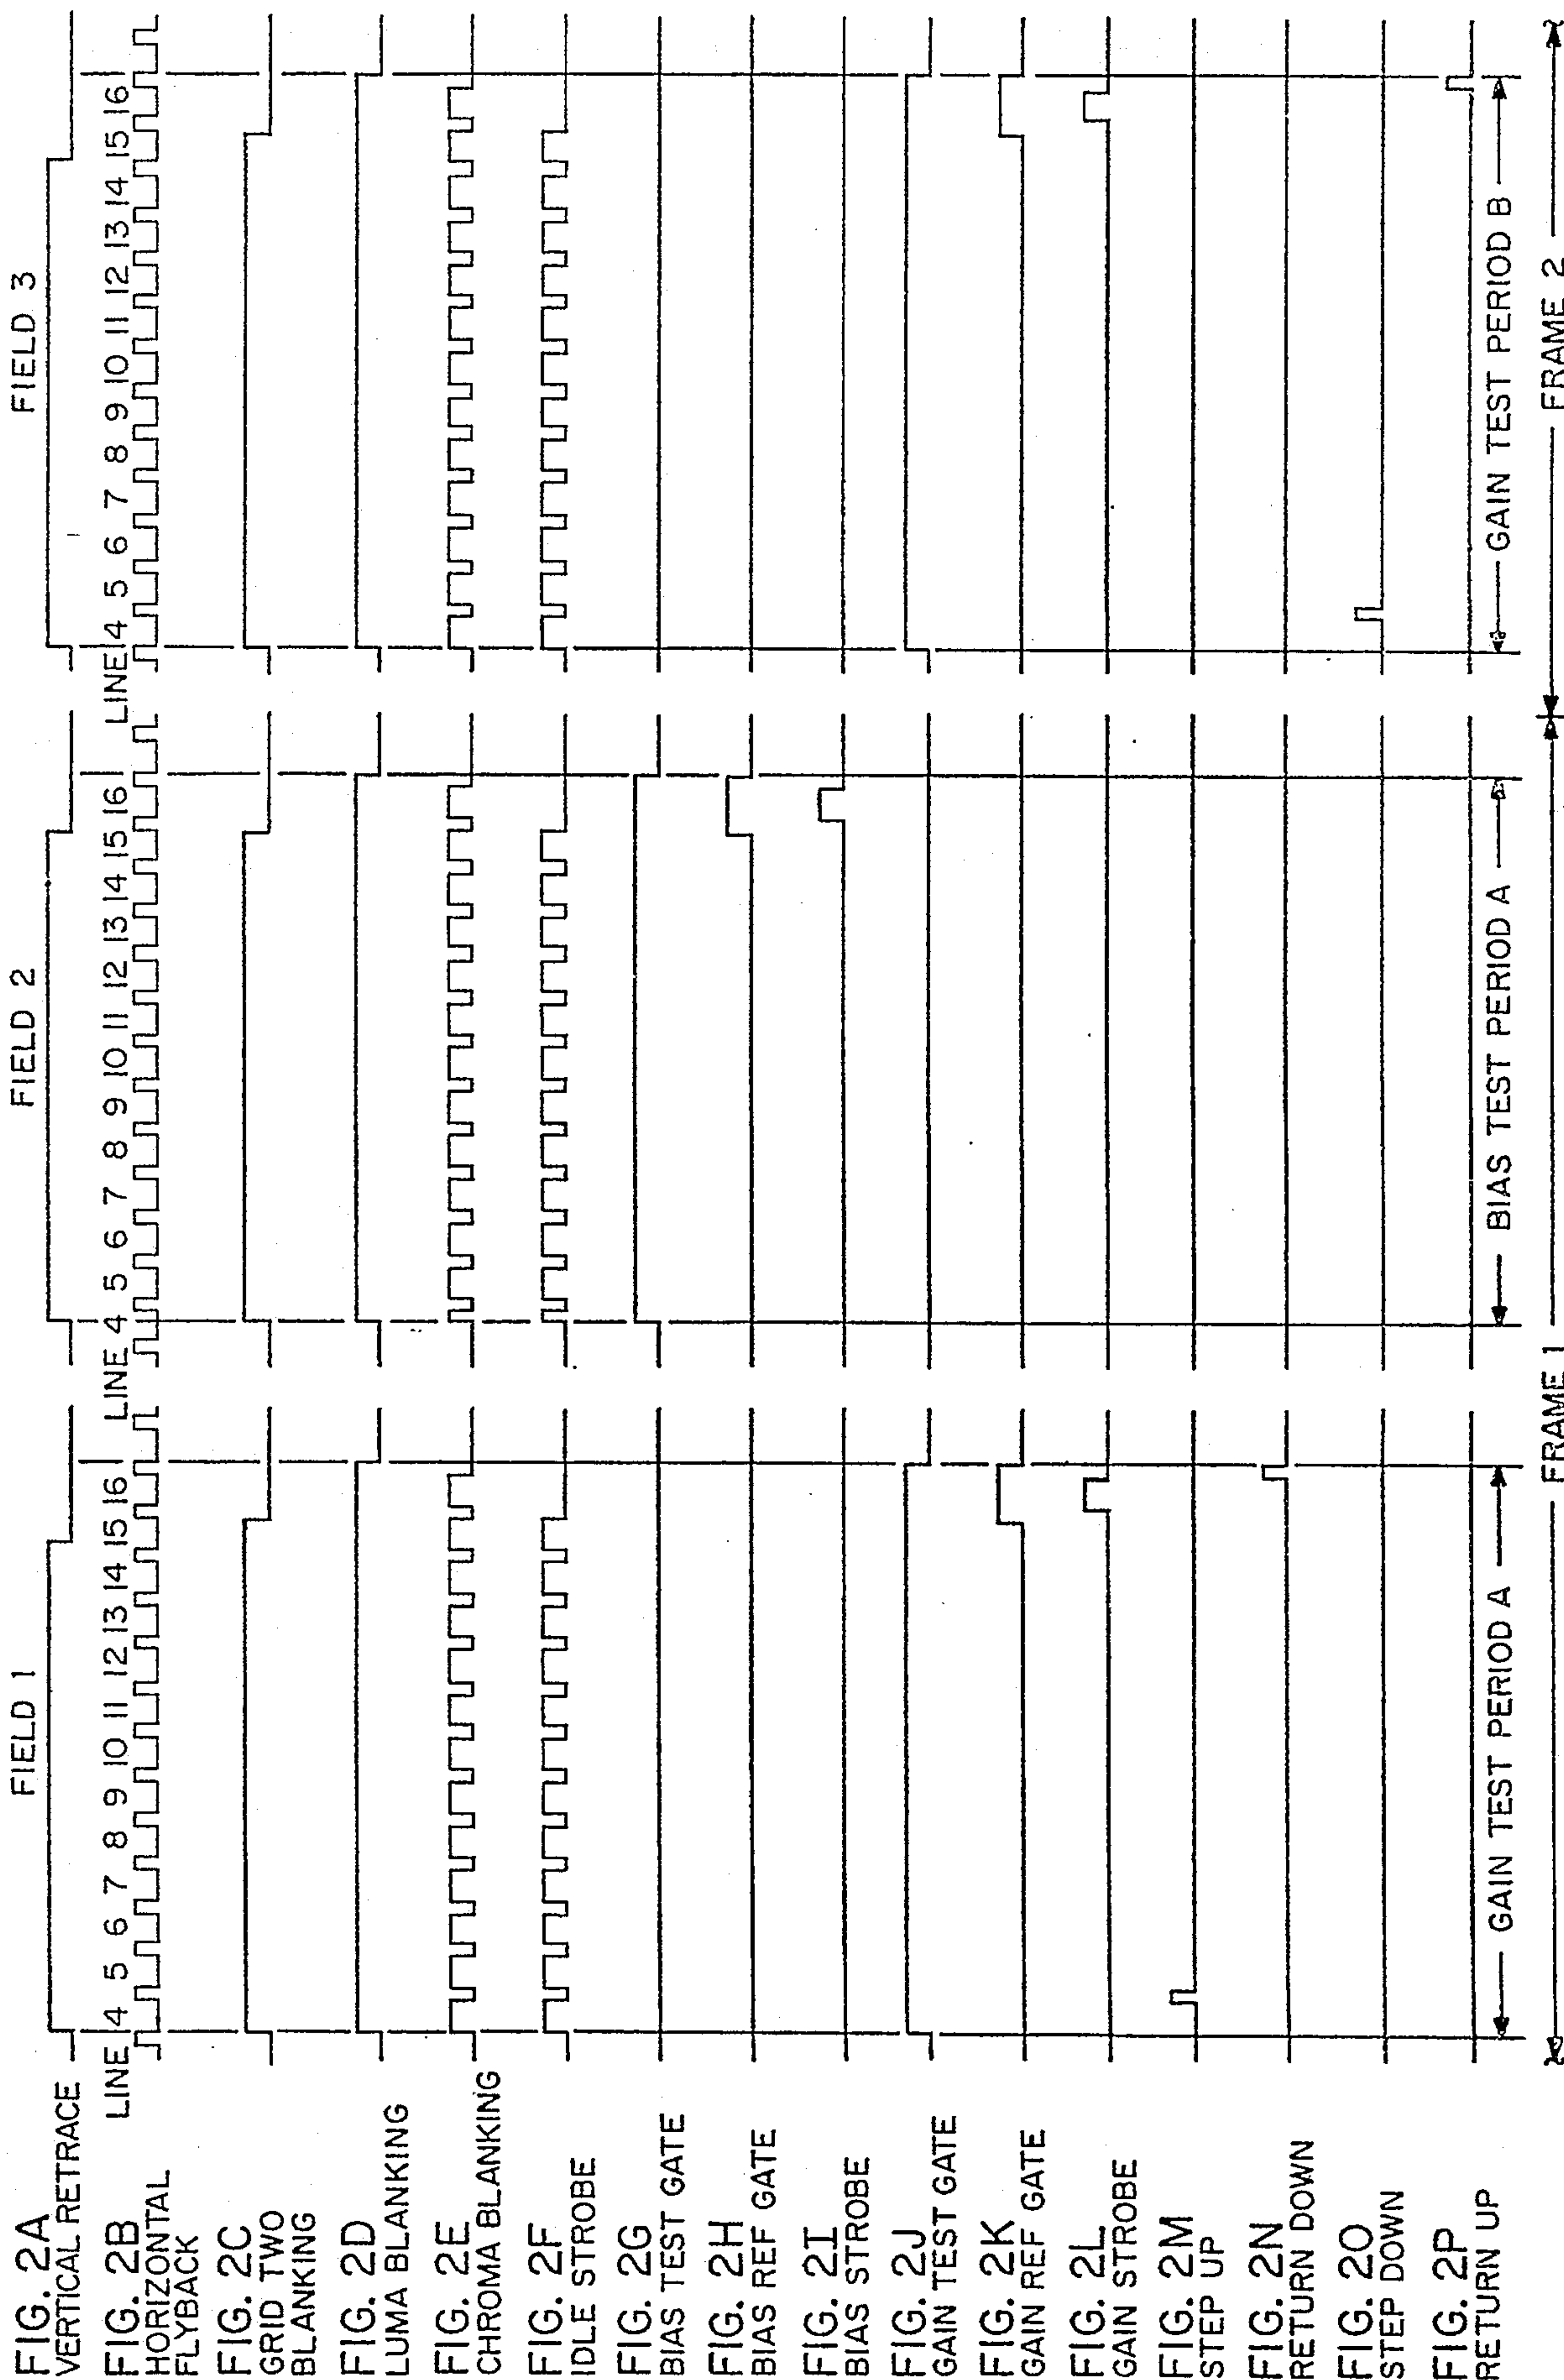 FIELD 1
FIELD 2
FIELD 3
FIG. 2A
VERTICAL RETRACE
LINE 4 5 6 7 8 9 10 11 12 13 14 15 16
LINE 4 5 6 7 8 9 10 11 12 13 14 15 16
LINE 4 5 6 7 8 9 10 11 12 13 14 15 16
FIG. 2B
HORIZONTAL
FLYBACK
FIG. 2C
GRID TWO
BLANKING
FIG. 2D
LUMA BLANKING
FIG. 2E
CHROMA BLANKING
FIG. 2F
IDLE STROBE
FIG. 2G
BIAS TEST GATE
FIG. 2H
BIAS REF GATE
FIG. 2I
BIAS STROBE
FIG. 2J
GAIN TEST GATE
FIG. 2K
GAIN REF GATE
FIG. 2L
GAIN STROBE
FIG. 2M
STEP UP
FIG. 2N
RETURN DOWN
FIG. 2O
STEP DOWN
FIG. 2P
RETURN UP
GAIN TEST PERIOD A
BIAS TEST PERIOD A
GAIN TEST PERIOD B
FRAME 1
FRAME 2